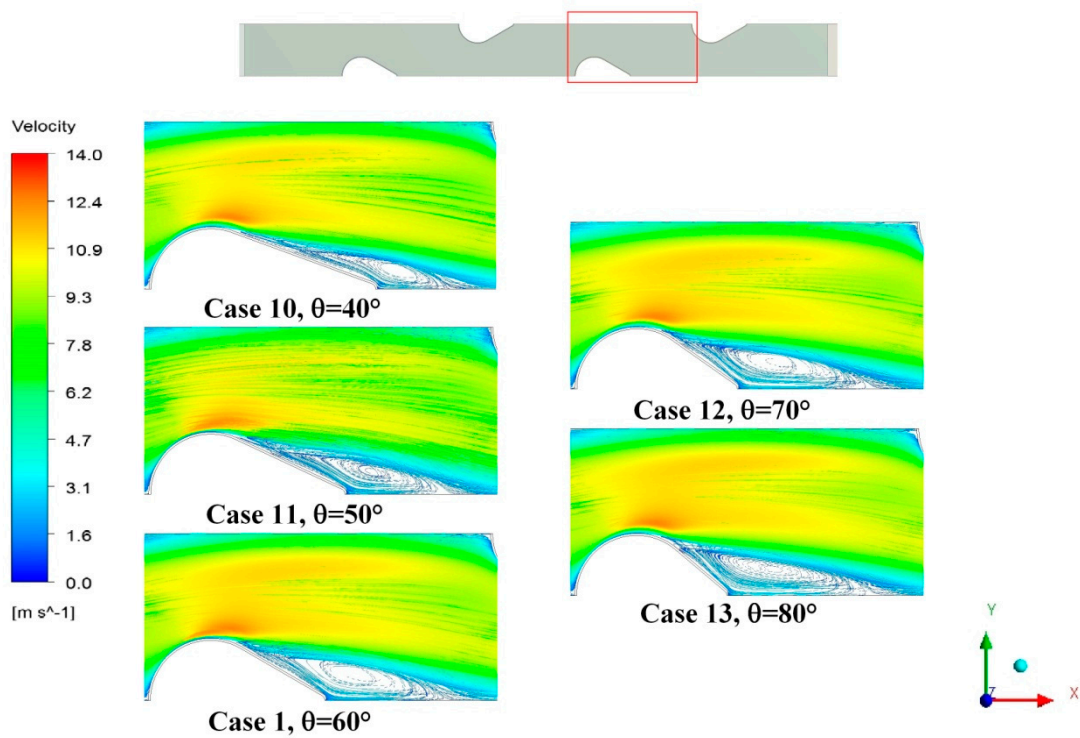 Velocity
14.0
12.4
10.9
9.3
7.8
6.2
4.7
3.1
1.6
0.0
[m s^-1]
Case 10, θ=40°
Case 11, θ=50°
Case 1, θ=60°
Case 12, θ=70°
Case 13, θ=80°
Y
Z
X